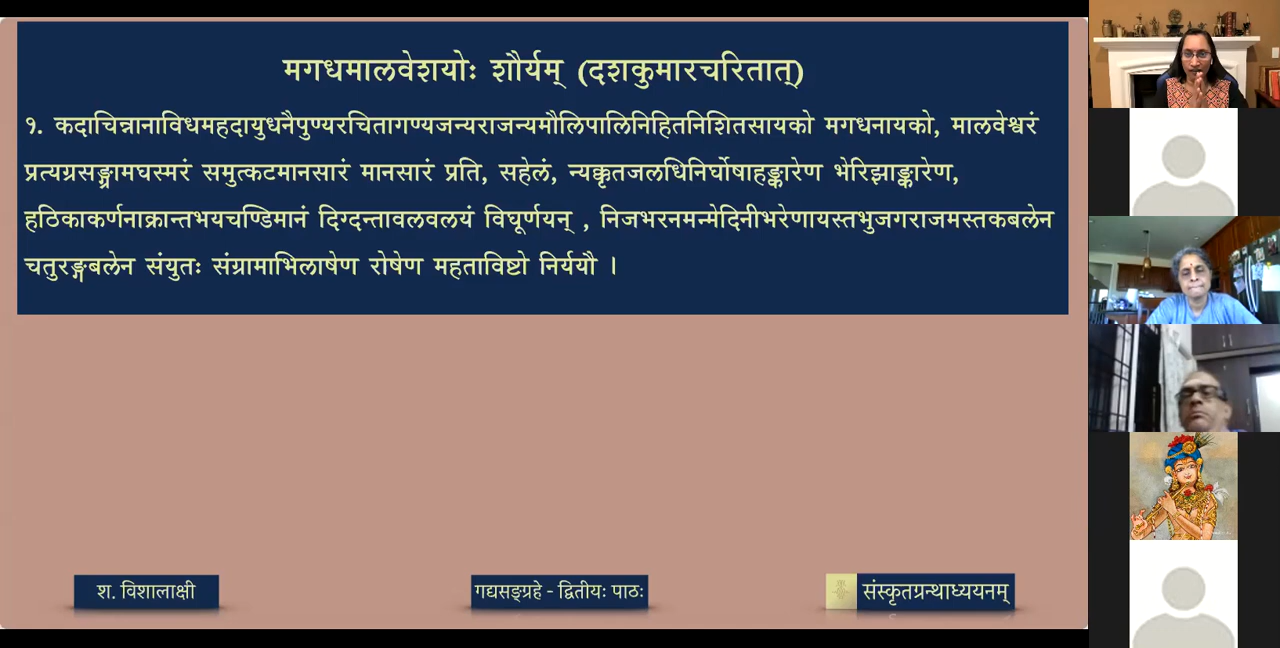 मगधमालवेशयोः शौर्यम् (दशकुमारचरितात्)
१. कदाचिन्नानाविधमहदायुधनैपुण्यरचितागण्यजन्यराजन्यमौलिपालिनिहितनिशितसायको मगधनायको, मालवेश्वरं
प्रत्यग्रसङ्ग्रामघस्मरं समुत्कटमानसारं मानसारं प्रति, सहेलं, न्यक्कृतजलधिनिर्घोषाहङ्कारेण भेरिझाङ्कारेण,
हठिकाकर्णनाक्रान्तभयचण्डिमानं दिग्दन्तावलवलयं विघूर्णयन् , निजभरनमन्मेदिनीभरेणायस्तभुजगराजमस्तकबलेन
चतुरङ्गबलेन संयुतः संग्रामाभिलाषेण रोषेण महताविष्टो निर्ययौ ।
श. विशालाक्षी
गद्यसङ्ग्रहे - द्वितीयः पाठः
संस्कृतग्रन्थाध्ययनम्